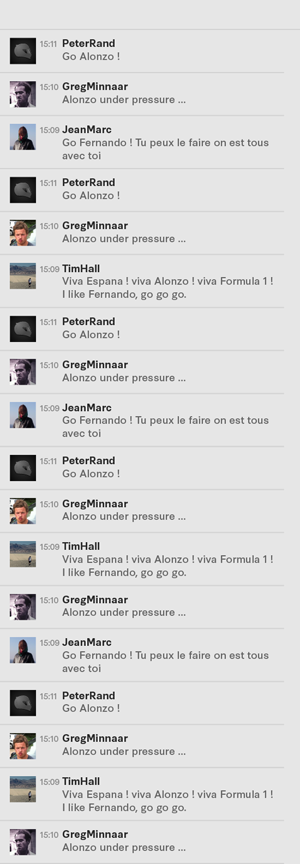 15:11 PeterRand
Go Alonzo !
15:10 GregMinnaar
Alonzo under pressure ...
15:09 JeanMarc
Go Fernando ! Tu peux le faire on est tous
avec toi
15:11 PeterRand
Go Alonzo !
15:10 GregMinnaar
Alonzo under pressure ...
15:09 TimHall
Viva Espana ! viva Alonzo ! viva Formula 1 !
I like Fernando, go go go.
15:11 PeterRand
Go Alonzo !
15:10 GregMinnaar
Alonzo under pressure ...
15:09 JeanMarc
Go Fernando ! Tu peux le faire on est tous
avec toi
15:11 PeterRand
Go Alonzo !
15:10 GregMinnaar
Alonzo under pressure ...
15:09 TimHall
Viva Espana ! viva Alonzo ! viva Formula 1 !
I like Fernando, go go go.
15:10 GregMinnaar
Alonzo under pressure ...
15:09 JeanMarc
Go Fernando ! Tu peux le faire on est tous
avec toi
15:11 PeterRand
Go Alonzo !
15:10 GregMinnaar
Alonzo under pressure ...
15:09 TimHall
Viva Espana ! viva Alonzo ! viva Formula 1 !
I like Fernando, go go go.
15:10 GregMinnaar
Alonzo under pressure ...